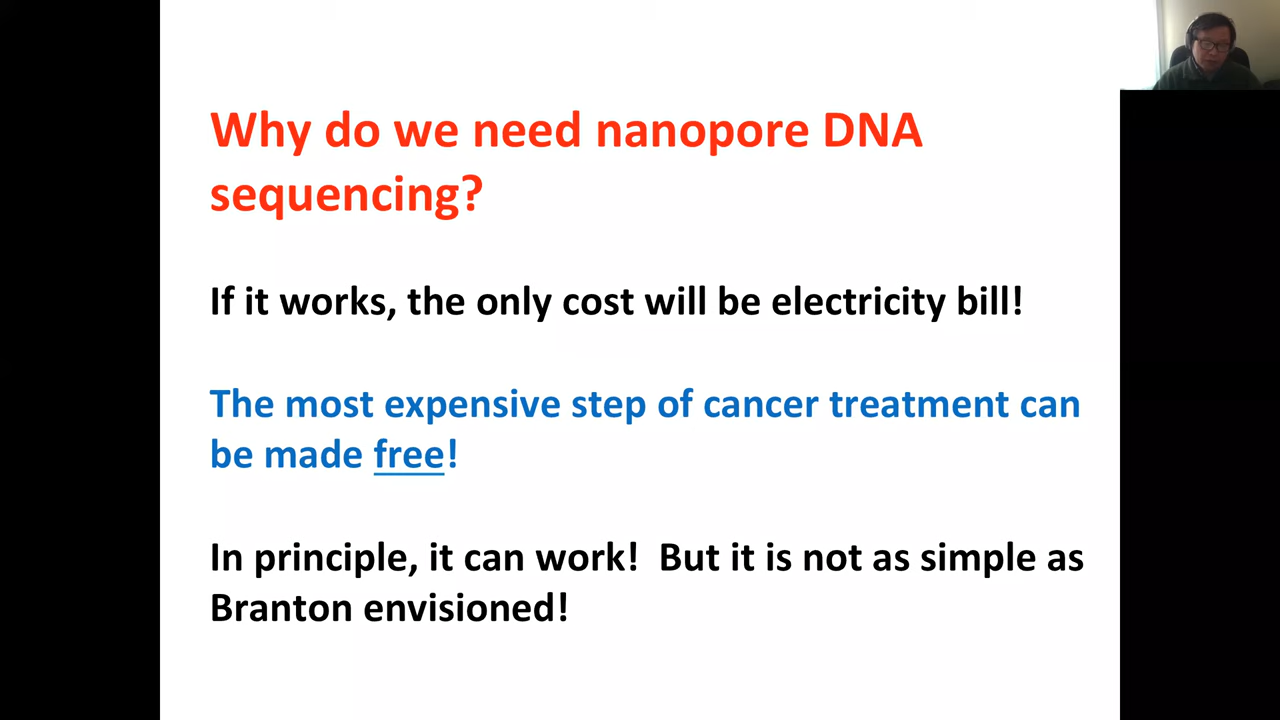 Why do we need nanopore DNA
sequencing?
If it works, the only cost will be electricity bill!
The most expensive step of cancer treatment can
be made free!
In principle, it can work!  But it is not as simple as
Branton envisioned!